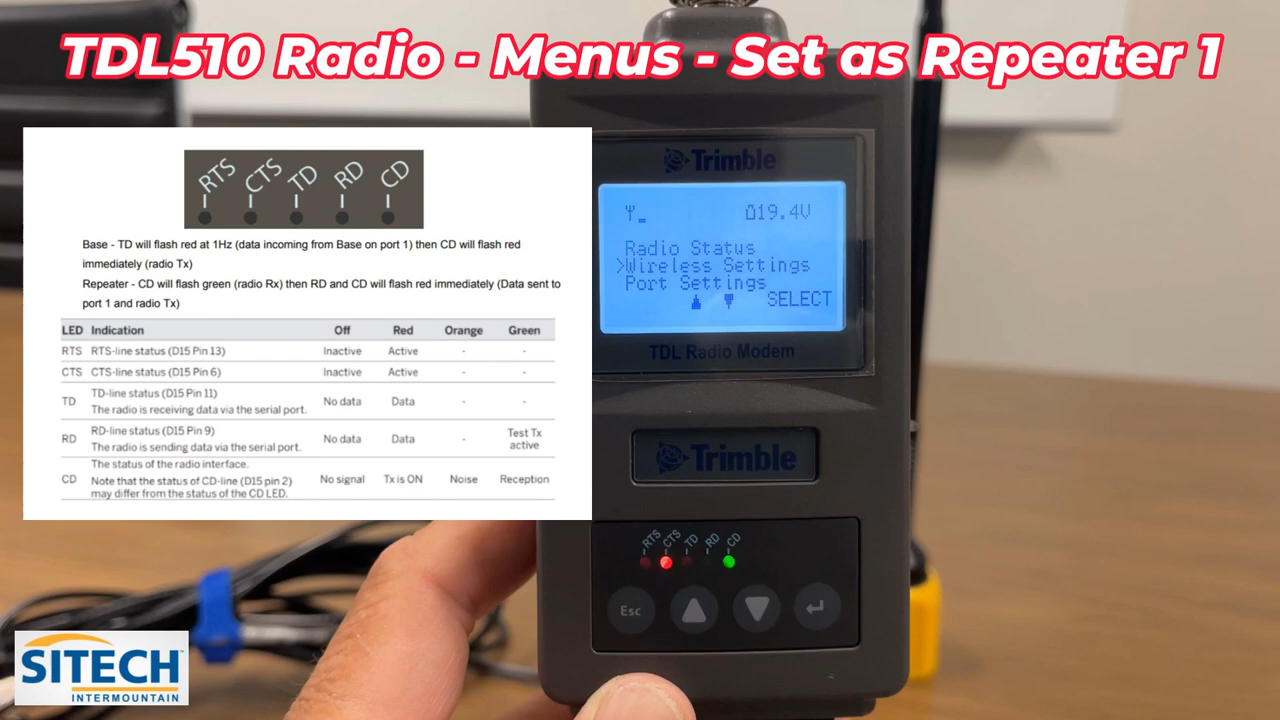 TDL510 Radio - Menus - Set as Repeater 1
RTS CTS TD RD CD
Base - TD will flash red at 1Hz (data incoming from Base on port 1) then CD will flash red
immediately (radio Tx)
Repeater - CD will flash green (radio Rx) then RD and CD will flash red immediately (Data sent to
port 1 and radio Tx)
LED Indication Off Red Orange Green
RTS RTS-line status (D15 Pin 13) Inactive Active - -
CTS CTS-line status (D15 Pin 6) Inactive Active - -
TD TD-line status (D15 Pin 11) No data Data - -
The radio is receiving data via the serial port.
RD RD-line status (D15 Pin 9) No data Data - Test Tx
The radio is sending data via the serial port. active
The status of the radio interface.
CD Note that the status of CD-line (D15 pin 2) No signal Tx is ON Noise Reception
may differ from the status of the CD LED.
Trimble
19.4V
Radio Status
>Wireless Settings
Port Settings
SELECT
TDL Radio Modem
Trimble
RTS CTS TD RD CD
Esc
SITECH
INTERMOUNTAIN